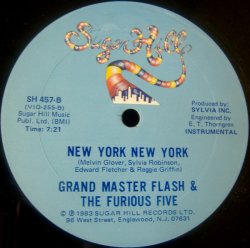 Sugar Hill
SH 457-B
(VID-255-B)
Sugar Hill Music
Publ. Ltd. (BMI)
Time: 7:21
Produced by:
SYLVIA INC.
Engineered by:
E. T. Thorngren
INSTRUMENTAL
NEW YORK NEW YORK
(Melvin Glover, Sylvia Robinson,
Edward Fletcher & Reggie Griffin)
GRAND MASTER FLASH &
THE FURIOUS FIVE
© ℗ 1983 SUGAR HILL RECORDS LTD.
96 West Street, Englewood, N.J. 07631